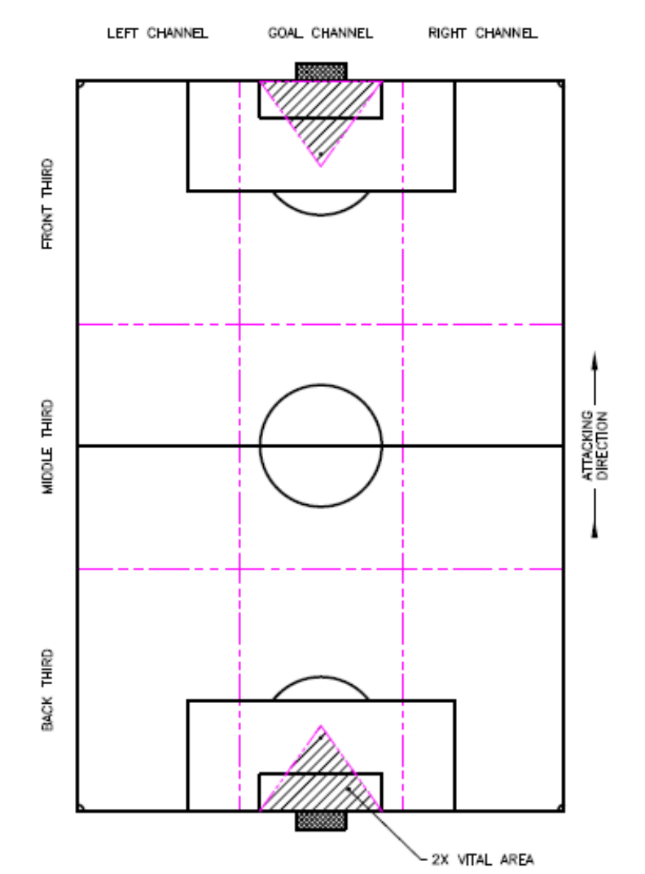 LEFT CHANNEL
GOAL CHANNEL
RIGHT CHANNEL
FRONT THIRD
MIDDLE THIRD
ATTACKING
DIRECTION
BACK THIRD
2X VITAL AREA